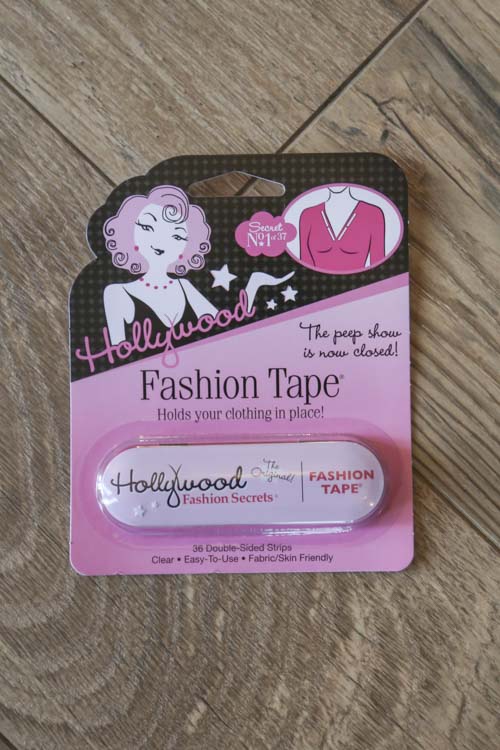 Secret
No 1 of 37
Hollywood
The peep show
is now closed!
Fashion Tape®
Holds your clothing in place!
Hollywood
Fashion Secrets®
The
Original!
FASHION
TAPE®
36 Double-Sided Strips
Clear • Easy-To-Use • Fabric/Skin Friendly